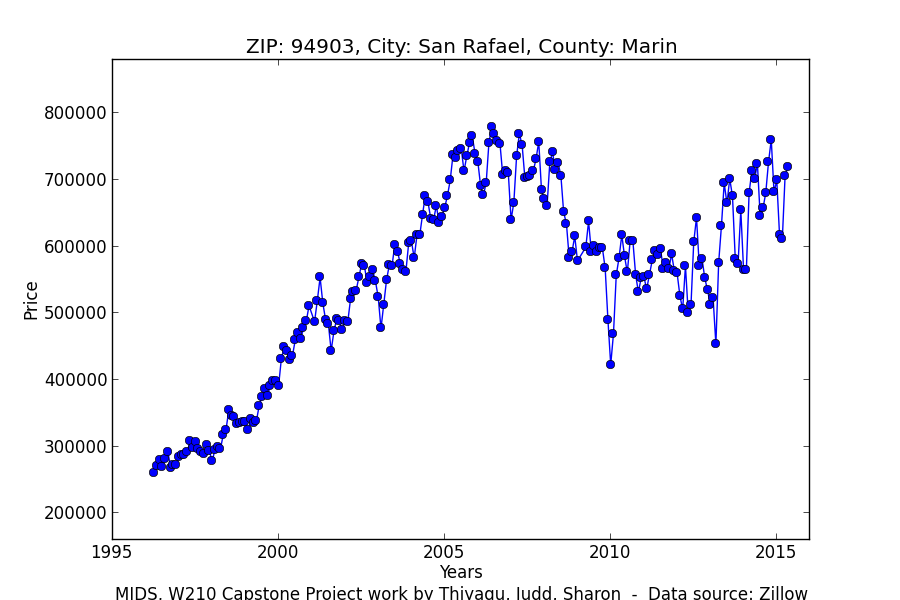 ZIP: 94903, City: San Rafael, County: Marin
800000
700000
600000
500000
400000
300000
200000
Price
1995 2000 2005 2010 2015
Years
MIDS, W210 Capstone Project work by Thiyagu, Judd, Sharon - Data source: Zillow